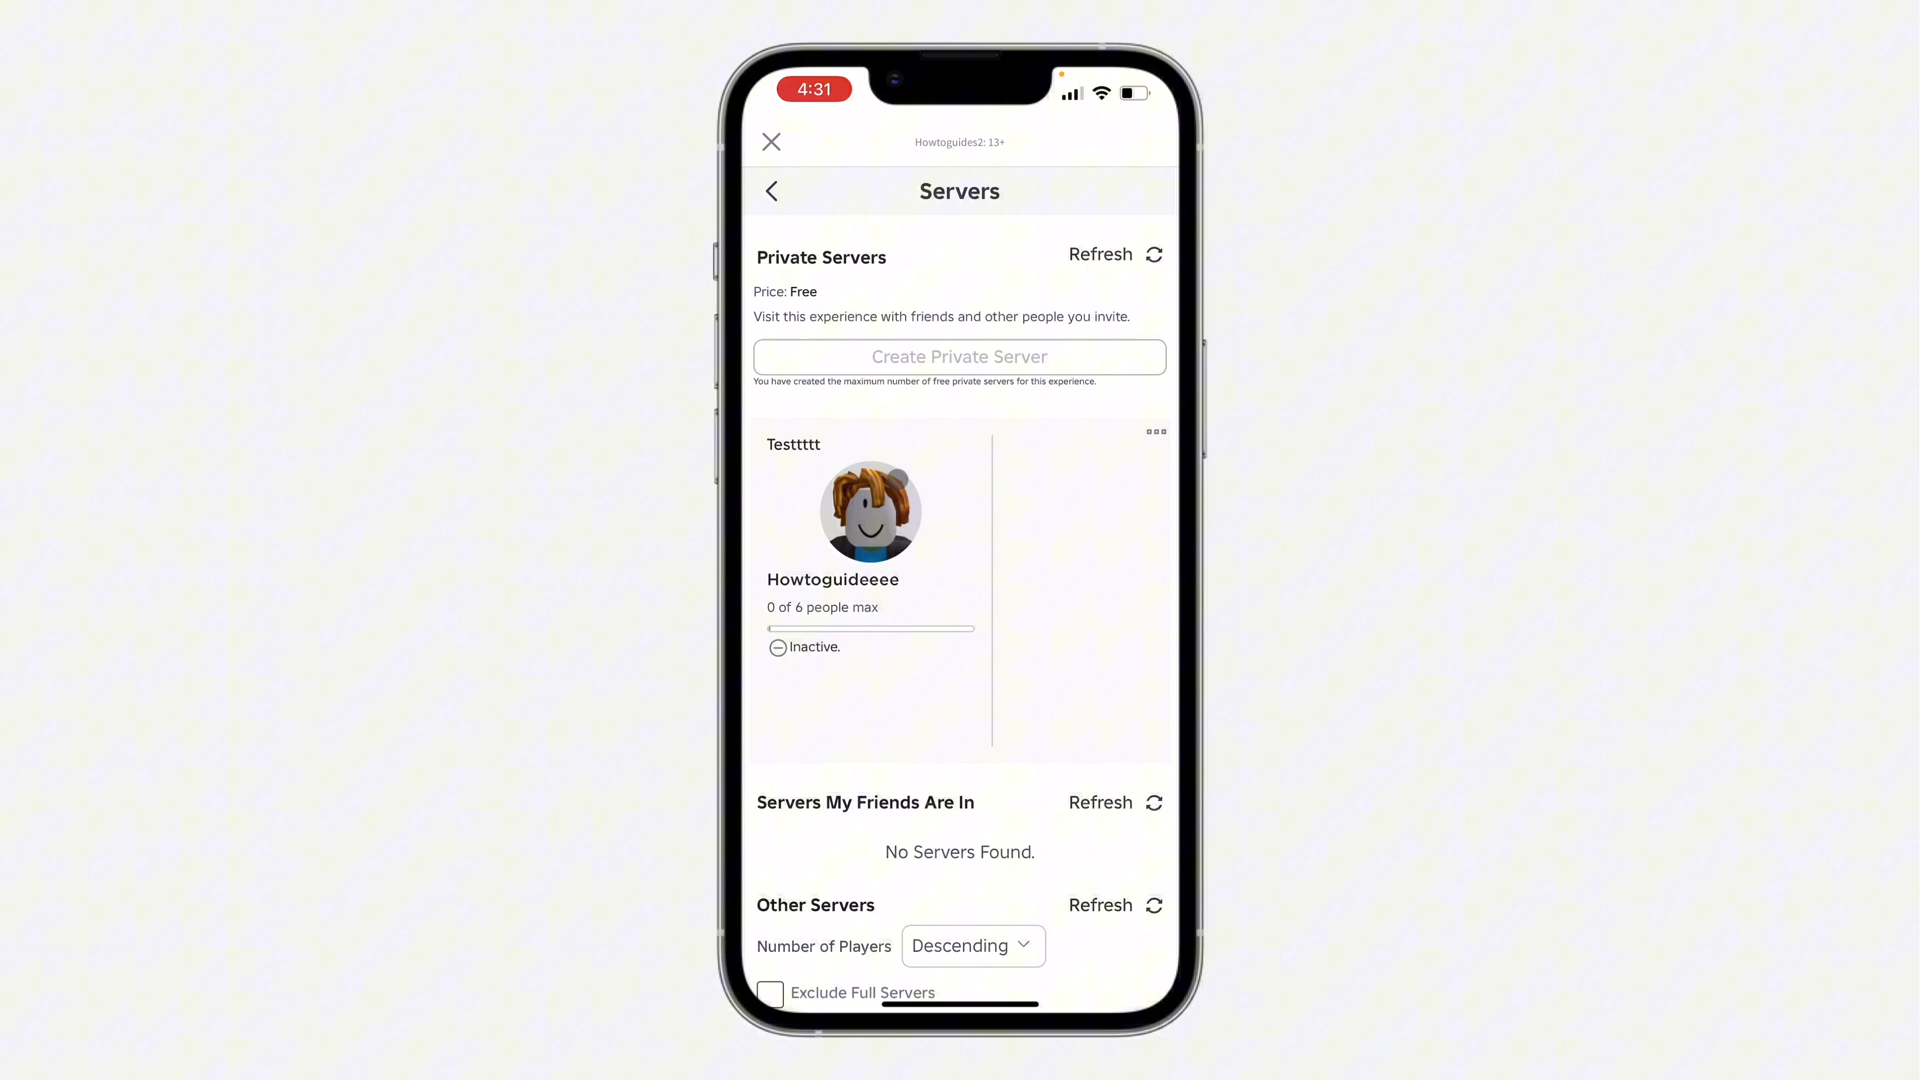 4:31
Howtoguides2: 13+
Servers
Private Servers
Refresh
Price: Free
Visit this experience with friends and other people you invite.
Create Private Server
You have created the maximum number of free private servers for this experience.
Testtttt
Howtoguideeee
0 of 6 people max
Inactive.
Servers My Friends Are In
Refresh
No Servers Found.
Other Servers
Refresh
Number of Players
Descending
Exclude Full Servers